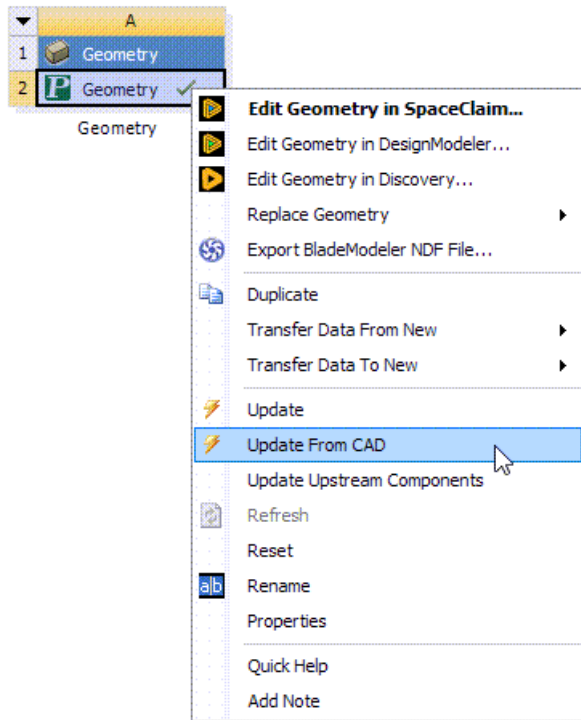 A
1 Geometry
2 P Geometry
Geometry
Edit Geometry in SpaceClaim...
Edit Geometry in DesignModeler...
Edit Geometry in Discovery...
Replace Geometry
Export BladeModeler NDF File...
Duplicate
Transfer Data From New
Transfer Data To New
Update
Update From CAD
Update Upstream Components
Refresh
Reset
a|b Rename
Properties
Quick Help
Add Note